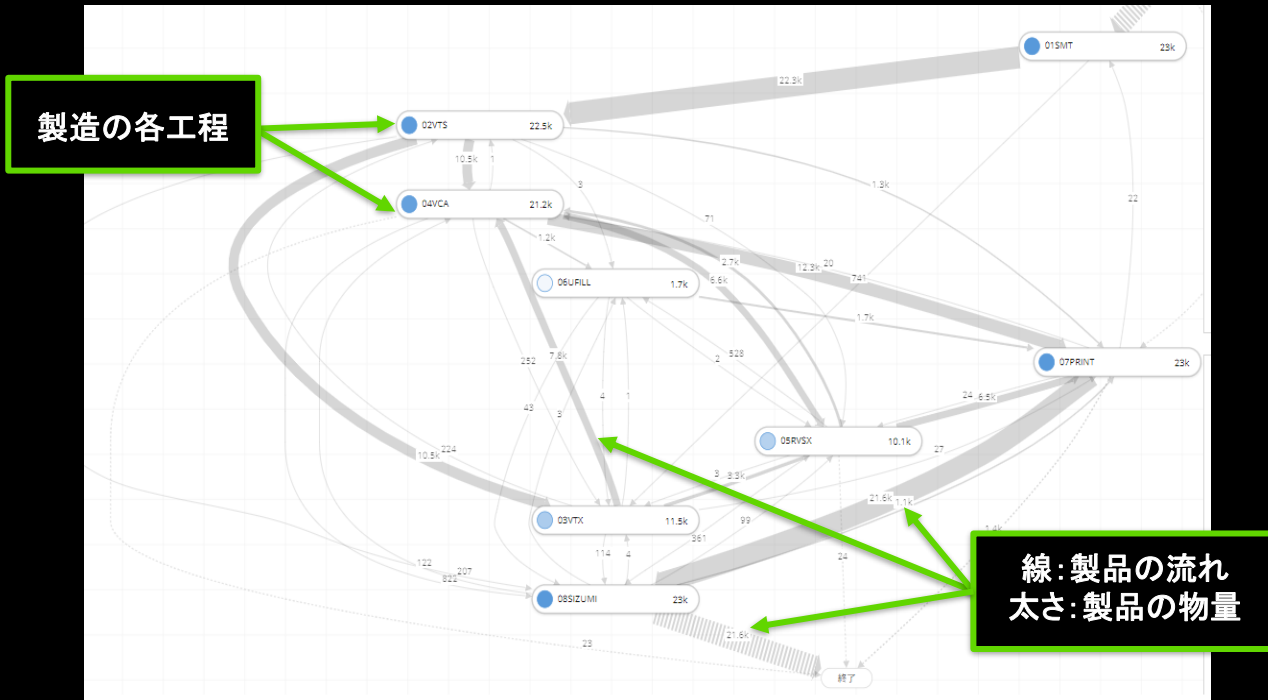 01SMT
23k
22.3k
製造の各工程
02VTS
22.5k
10.5k
1
3
1.3k
04VCA
21.2k
71
22
1.2k
2.7k
12.3k
20
6.6k
741
06UFILL
1.7k
1.7k
252
7.8k
2
528
07PRINT
23k
43
3
4
1
24
6.5k
10.5k
224
05RVSX
10.1k
27
3
3.3k
21.6k
1.1k
03VTX
11.5k
99
361
1.4k
114
4
24
122
207
822
08SIZUMI
23k
線：製品の流れ
太さ：製品の物量
21.6k
23
終了